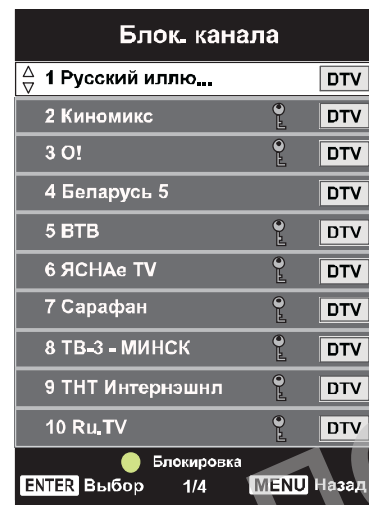 Блок. канала
1 Русский иллю... DTV
2 Киномикс DTV
3 О! DTV
4 Беларусь 5 DTV
5 ВТВ DTV
6 ЯСНАе TV DTV
7 Сарафан DTV
8 ТВ-3 - МИНСК DTV
9 ТНТ Интернэшнл DTV
10 Ru.TV DTV
Блокировка
ENTER Выбор 1/4 MENU Назад